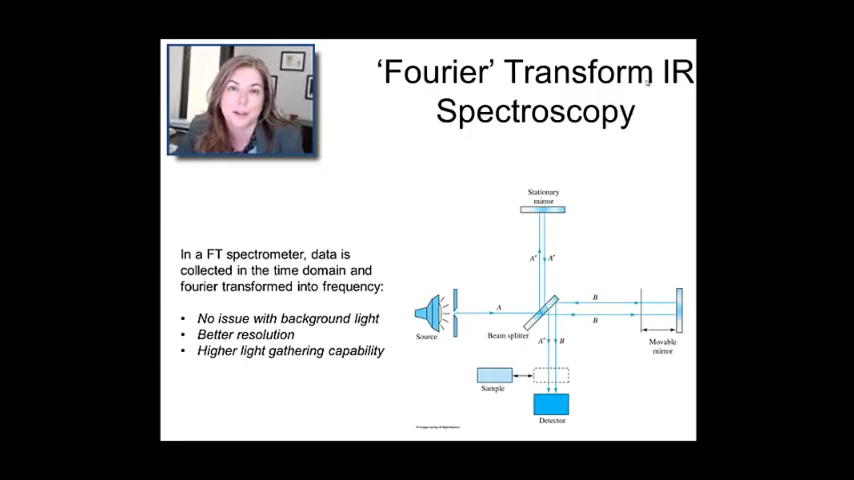 ‘Fourier’ Transform IR
Spectroscopy
In a FT spectrometer, data is
collected in the time domain and
fourier transformed into frequency:
• No issue with background light
• Better resolution
• Higher light gathering capability
Stationary
mirror
A′ A′
A
B
B
Source
Beam splitter
A′ B
Movable
mirror
Sample
Detector